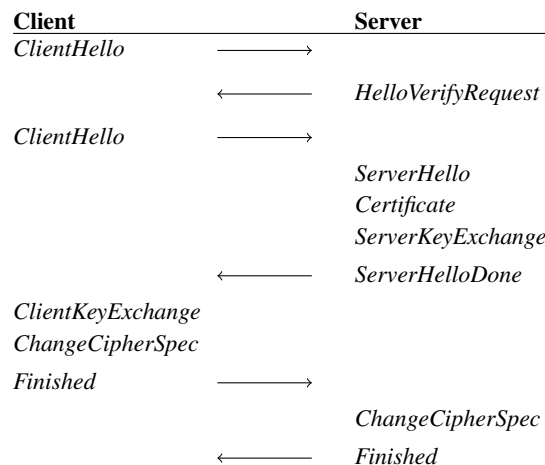 Client Server
ClientHello
HelloVerifyRequest
ClientHello
ServerHello
Certificate
ServerKeyExchange
ServerHelloDone
ClientKeyExchange
ChangeCipherSpec
Finished
ChangeCipherSpec
Finished